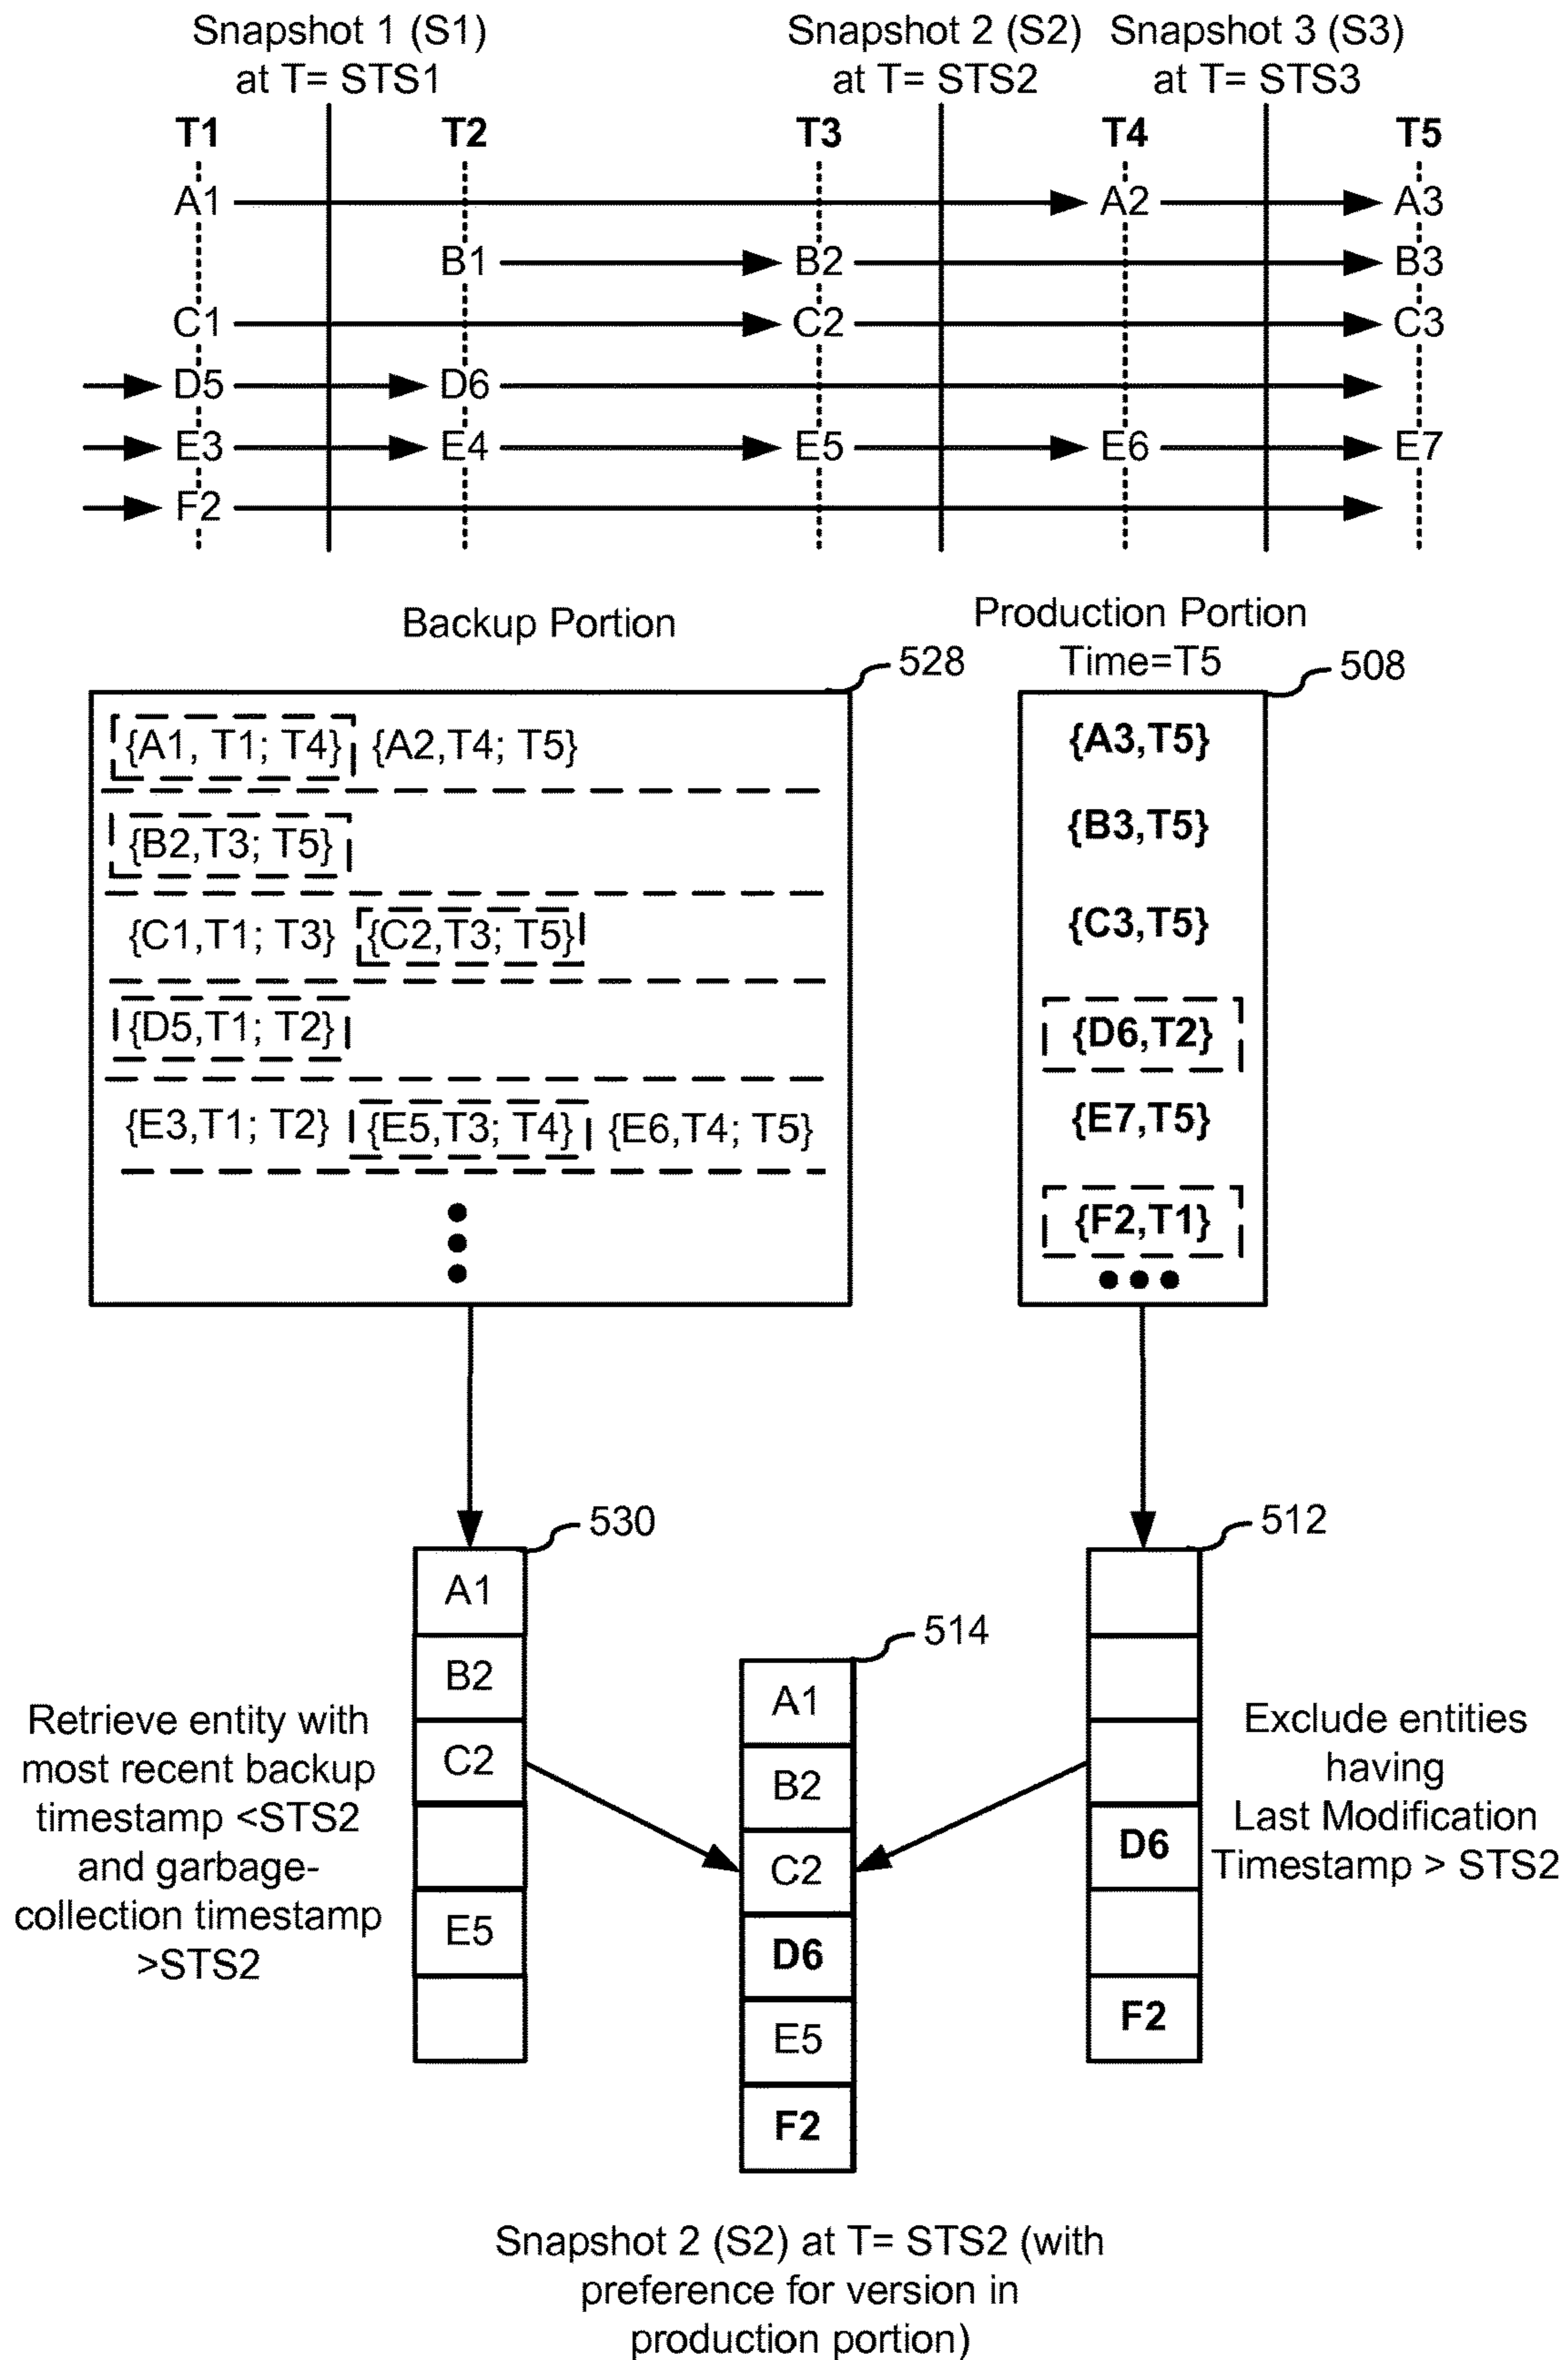 Snapshot 1 (S1)
at T= STS1
Snapshot 2 (S2)
at T= STS2
Snapshot 3 (S3)
at T= STS3
T1 T2 T3 T4 T5
A1 A2 A3
B1 B2 B3
C1 C2 C3
D5 D6
E3 E4 E5 E6 E7
F2
Backup Portion
528
{A1, T1; T4} {A2,T4; T5}
{B2,T3; T5}
{C1,T1; T3} {C2,T3; T5}
{D5,T1; T2}
{E3,T1; T2} {E5,T3; T4} {E6,T4; T5}
Production Portion
Time=T5
508
{A3,T5}
{B3,T5}
{C3,T5}
{D6,T2}
{E7,T5}
{F2,T1}
530
A1
B2
C2
E5
Retrieve entity with
most recent backup
timestamp <STS2
and garbage-
collection timestamp
>STS2
514
A1
B2
C2
D6
E5
F2
512
D6
F2
Exclude entities
having
Last Modification
Timestamp > STS2
Snapshot 2 (S2) at T= STS2 (with
preference for version in
production portion)